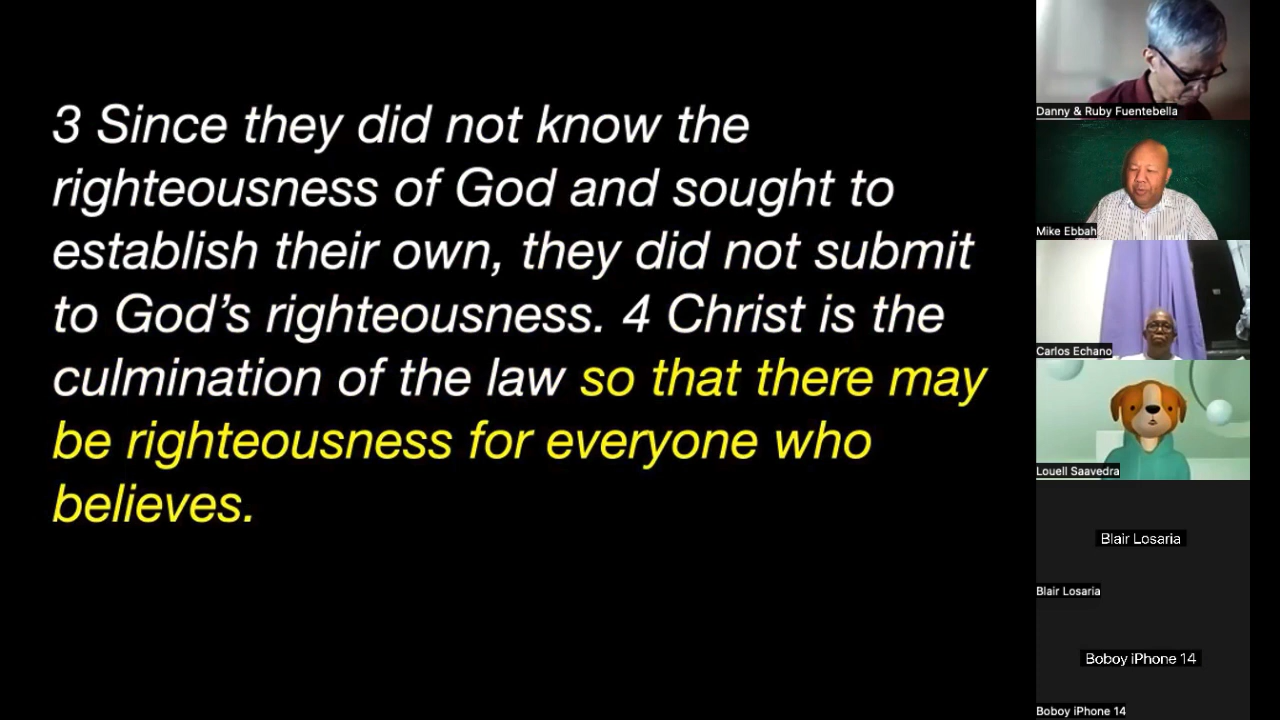 3 Since they did not know the
righteousness of God and sought to
establish their own, they did not submit
to God’s righteousness. 4 Christ is the
culmination of the law so that there may
be righteousness for everyone who
believes.
Danny & Ruby Fuentebella
Mike Ebbah
Carlos Echano
Louell Saavedra
Blair Losaria
Blair Losaria
Boboy iPhone 14
Boboy iPhone 14